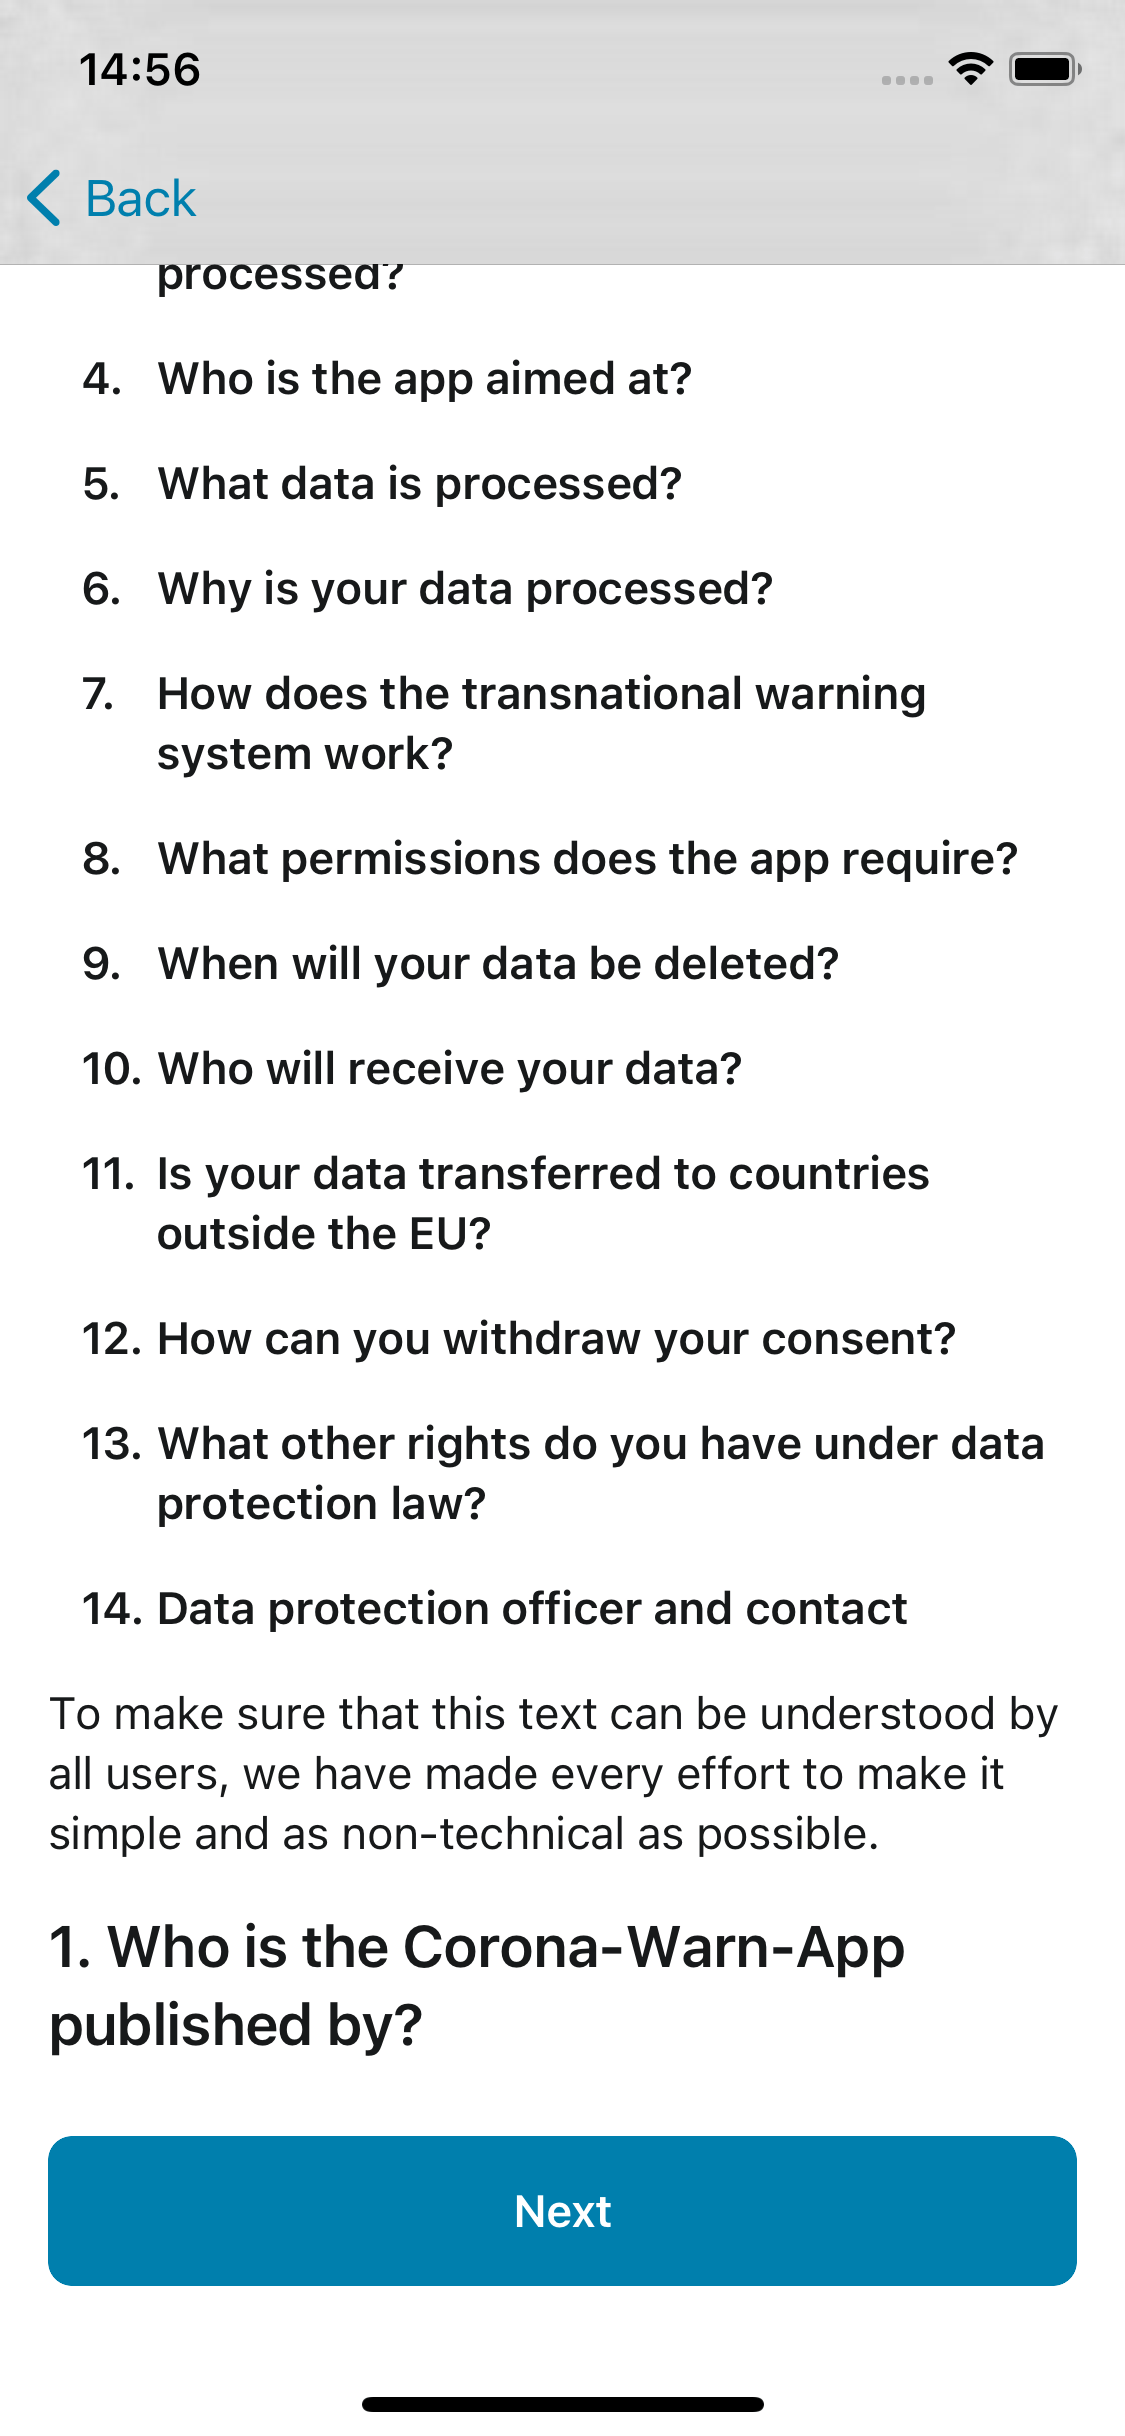 14:56
Back
processed?
4. Who is the app aimed at?
5. What data is processed?
6. Why is your data processed?
7. How does the transnational warning
system work?
8. What permissions does the app require?
9. When will your data be deleted?
10. Who will receive your data?
11. Is your data transferred to countries
outside the EU?
12. How can you withdraw your consent?
13. What other rights do you have under data
protection law?
14. Data protection officer and contact
To make sure that this text can be understood by
all users, we have made every effort to make it
simple and as non-technical as possible.
1. Who is the Corona-Warn-App
published by?
Next